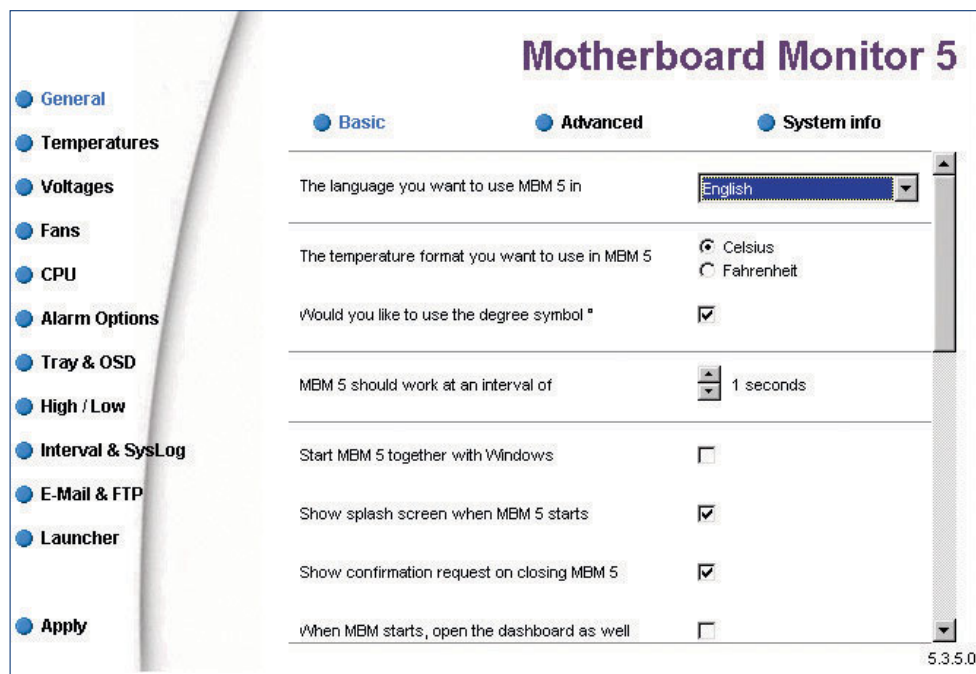 Motherboard Monitor 5
General
Temperatures
Voltages
Fans
CPU
Alarm Options
Tray & OSD
High / Low
Interval & SysLog
E-Mail & FTP
Launcher
Apply
Basic Advanced System info
The language you want to use MBM 5 in English
The temperature format you want to use in MBM 5 Celsius
Fahrenheit
Would you like to use the degree symbol °
MBM 5 should work at an interval of 1 seconds
Start MBM 5 together with Windows
Show splash screen when MBM 5 starts
Show confirmation request on closing MBM 5
When MBM starts, open the dashboard as well
5.3.5.0